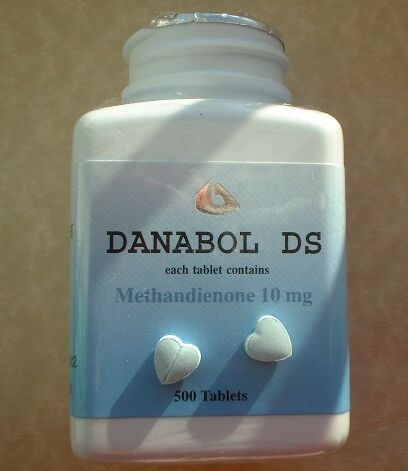 DANABOL DS
each tablet contains
Methandienone 10 mg
500 Tablets